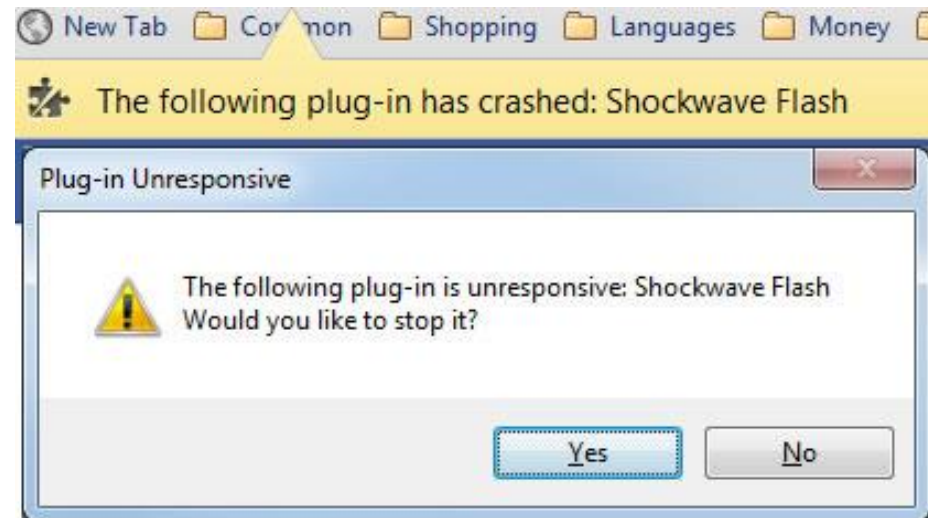 New Tab Common Shopping Languages Money
The following plug-in has crashed: Shockwave Flash
Plug-in Unresponsive
The following plug-in is unresponsive: Shockwave Flash
Would you like to stop it?
Yes No